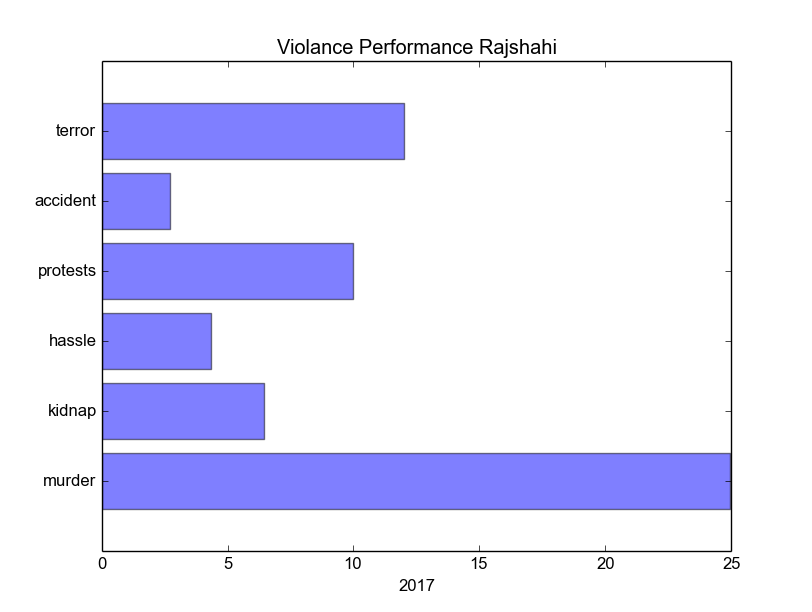 Violance Performance Rajshahi
terror
accident
protests
hassle
kidnap
murder
0 5 10 15 20 25
2017